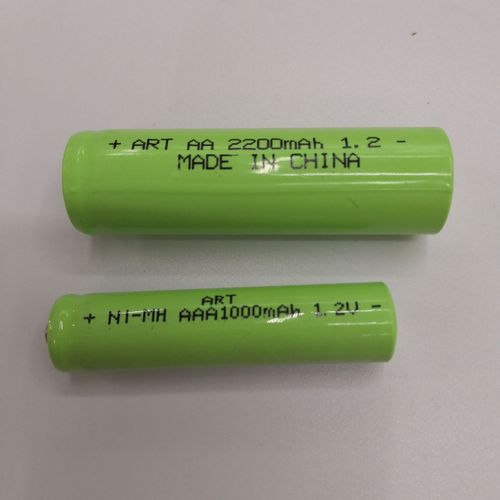 + ART AA 2200mAh 1.2 -
MADE IN CHINA
ART
+ NI-MH AAA1000mAh 1.2V -